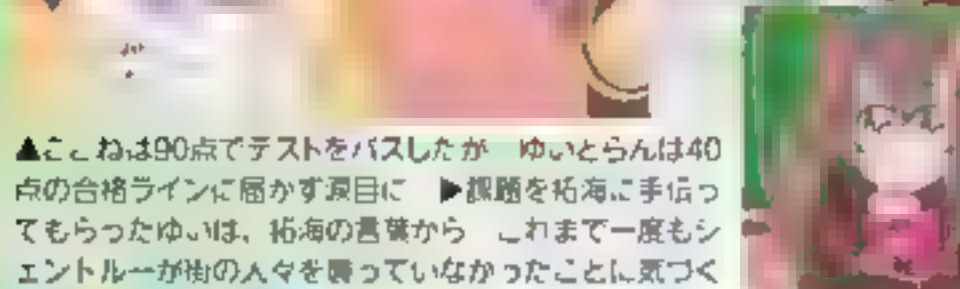 ▲ここねは90点でテストをパスしたが　ゆいとらんは40
点の合格ラインに届かず涙目に　▶課題を拓海に手伝っ
てもらったゆいは、拓海の言葉から　これまで一度もシ
ェントルーが街の人々を襲っていなかったことに気づく